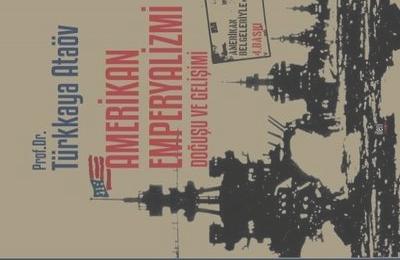 Prof.Dr.
Türkkaya Ataöv
AMERİKAN
EMPERYALİZMİ
DOĞUŞU VE GELİŞİMİ
AMERİKAN
BELGELERİYLE
4.BASKI